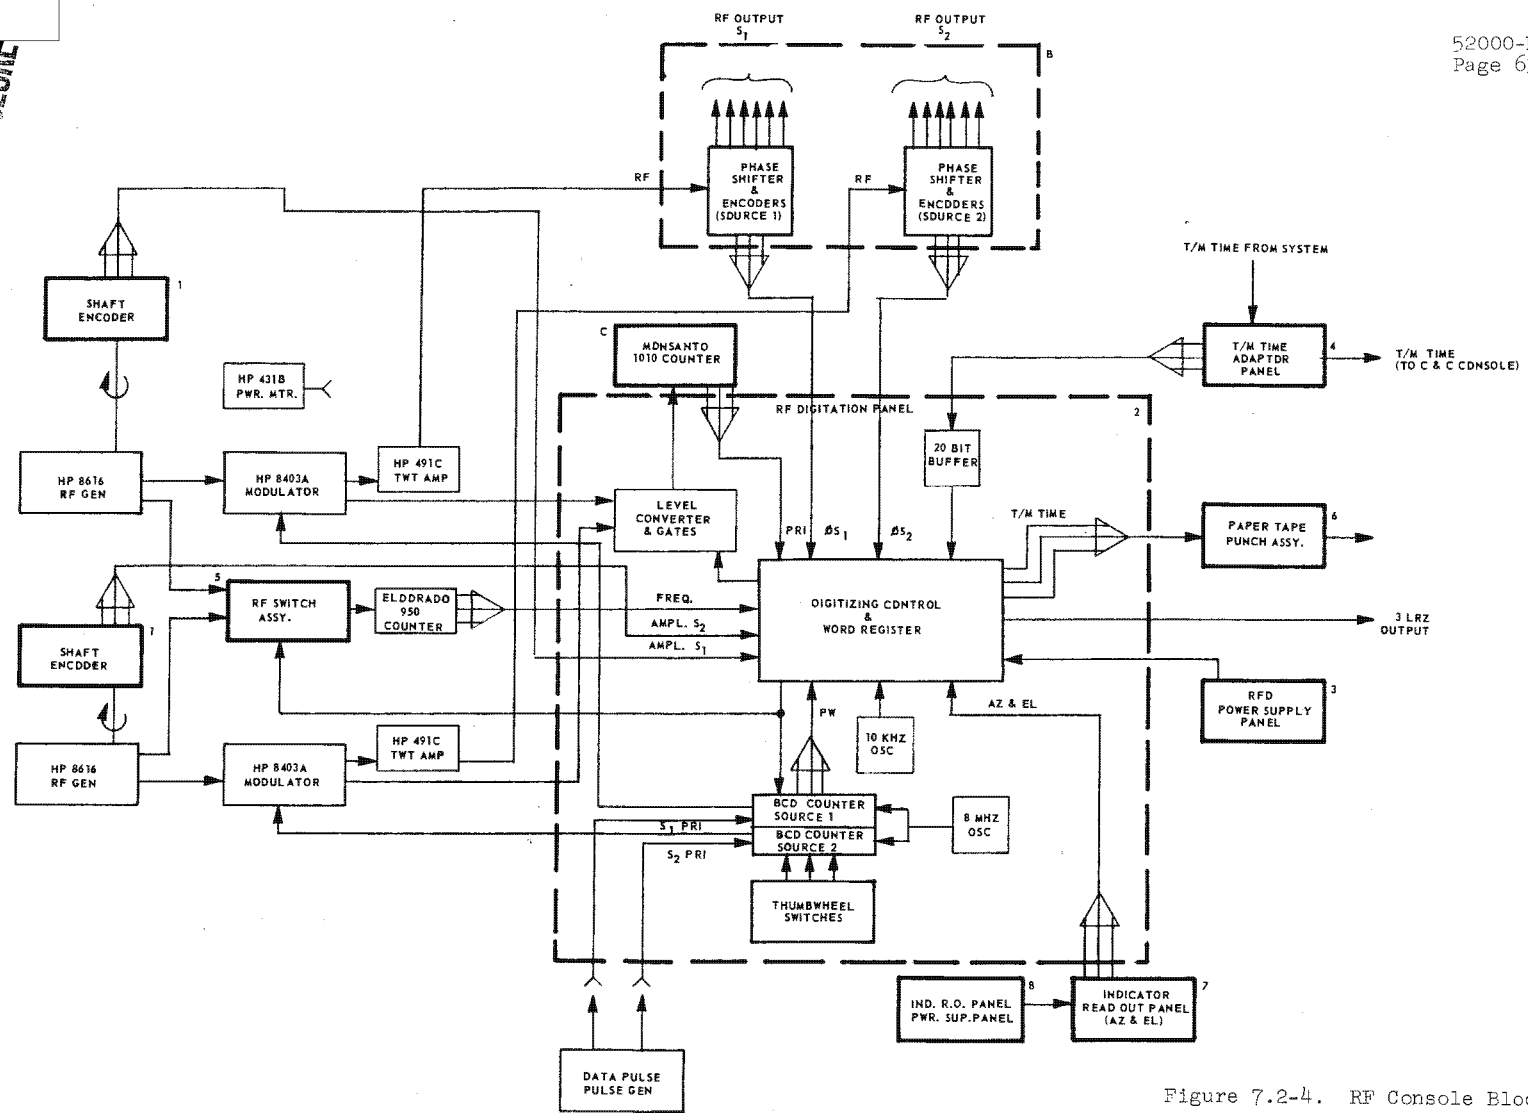 RF OUTPUT
S1
RF OUTPUT
S2
52000-
Page 6
B
PHASE
SHIFTER
&
ENCODERS
(SOURCE 1)
PHASE
SHIFTER
&
ENCODERS
(SOURCE 2)
RF
RF
T/M TIME FROM SYSTEM
1
SHAFT
ENCODER
C
MONSANTO
1010 COUNTER
T/M TIME
ADAPTOR
PANEL
4
T/M TIME
(TO C & C CONSOLE)
HP 431B
PWR. MTR.
RF DIGITATION PANEL
2
20 BIT
BUFFER
HP 8616
RF GEN
HP 8403A
MODULATOR
HP 491C
TWT AMP
LEVEL
CONVERTER
& GATES
PRI
ØS1
ØS2
T/M TIME
PAPER TAPE
PUNCH ASSY.
6
5
RF SWITCH
ASSY.
ELDORADO
950
COUNTER
FREQ.
AMPL. S2
AMPL. S1
DIGITIZING CONTROL
&
WORD REGISTER
3 LRZ
OUTPUT
1
SHAFT
ENCODER
RFD
POWER SUPPLY
PANEL
3
PW
AZ & EL
10 KHZ
OSC
HP 8616
RF GEN
HP 8403A
MODULATOR
HP 491C
TWT AMP
BCD COUNTER
SOURCE 1
BCD COUNTER
SOURCE 2
8 MHZ
OSC
S1 PRI
S2 PRI
THUMBWHEEL
SWITCHES
IND. R.O. PANEL
PWR. SUP. PANEL
8
INDICATOR
READ OUT PANEL
(AZ & EL)
7
DATA PULSE
PULSE GEN
Figure 7.2-4. RF Console Bloc